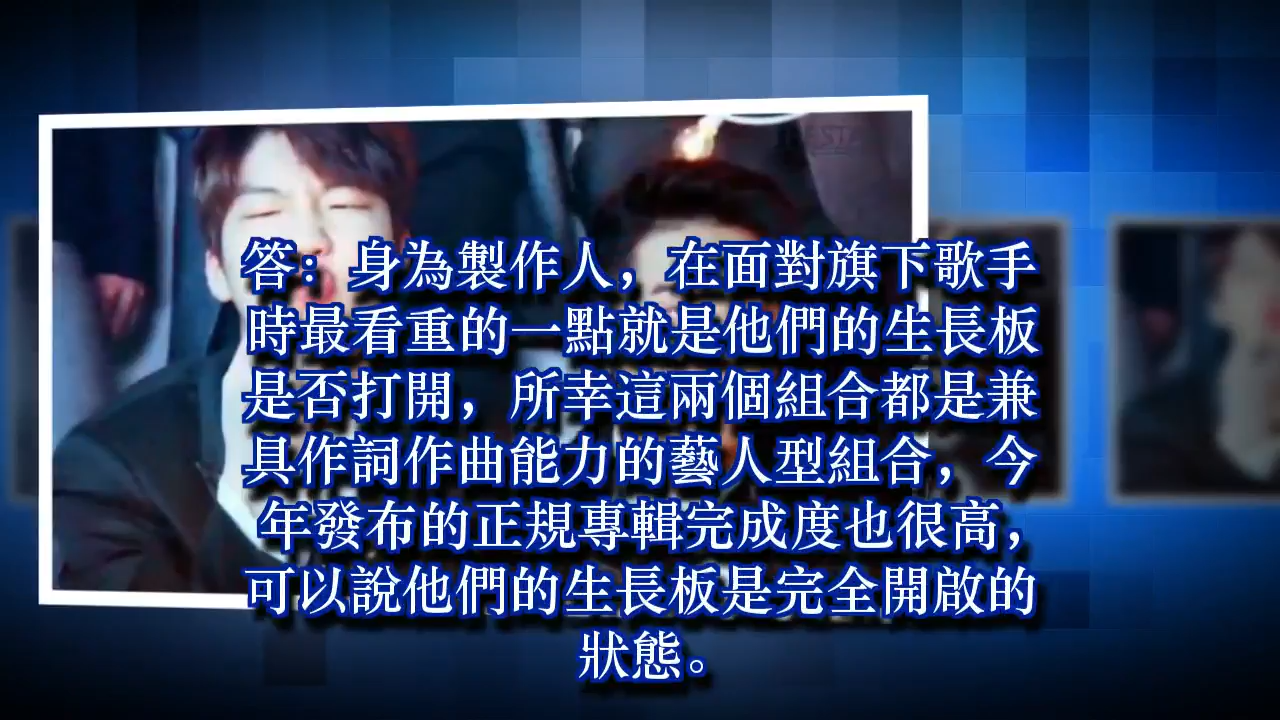 答：身為製作人，在面對旗下歌手
時最看重的一點就是他們的生長板
是否打開，所幸這兩個組合都是兼
具作詞作曲能力的藝人型組合，今
年發布的正規專輯完成度也很高，
可以說他們的生長板是完全開啟的
狀態。